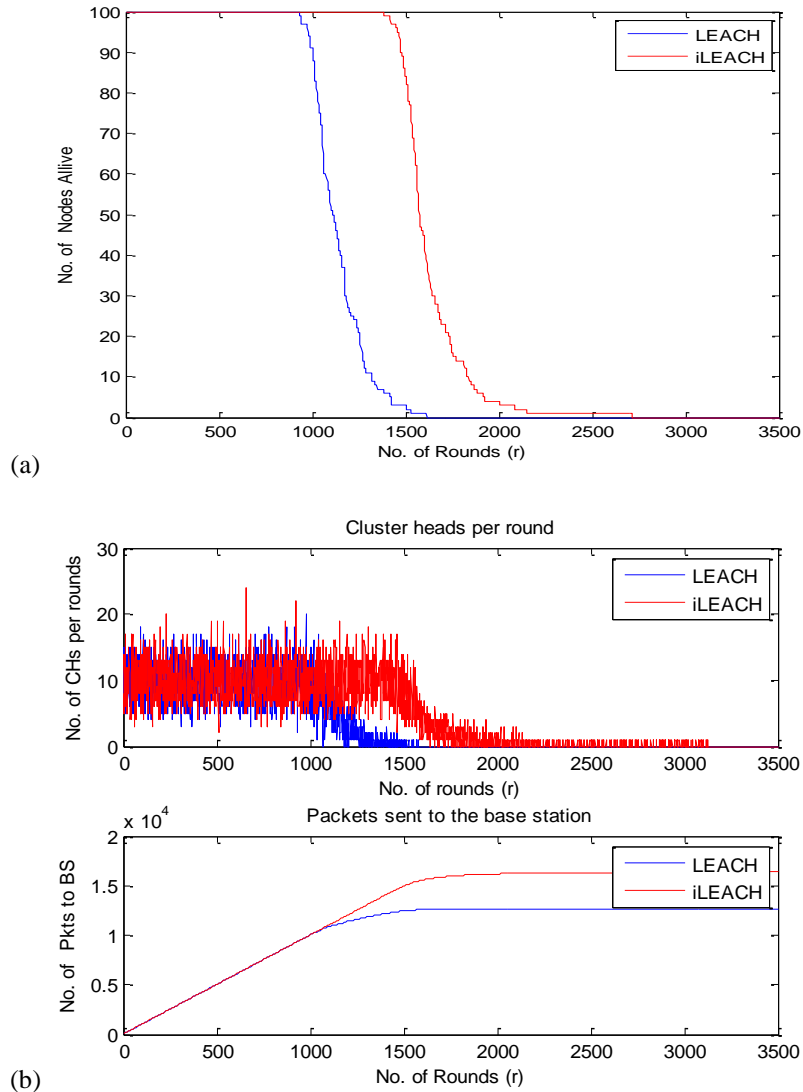 100
90
80
70
60
50
40
30
20
10
0
No. of Nodes Allive
LEACH
iLEACH
0 500 1000 1500 2000 2500 3000 3500
No. of Rounds (r)
(a)
Cluster heads per round
30
20
10
0
No. of CHs per rounds
LEACH
iLEACH
0 500 1000 1500 2000 2500 3000 3500
No. of rounds (r)
Packets sent to the base station
x 10^4
2
1.5
1
0.5
0
No. of Pkts to BS
LEACH
iLEACH
0 500 1000 1500 2000 2500 3000 3500
No. of Rounds (r)
(b)